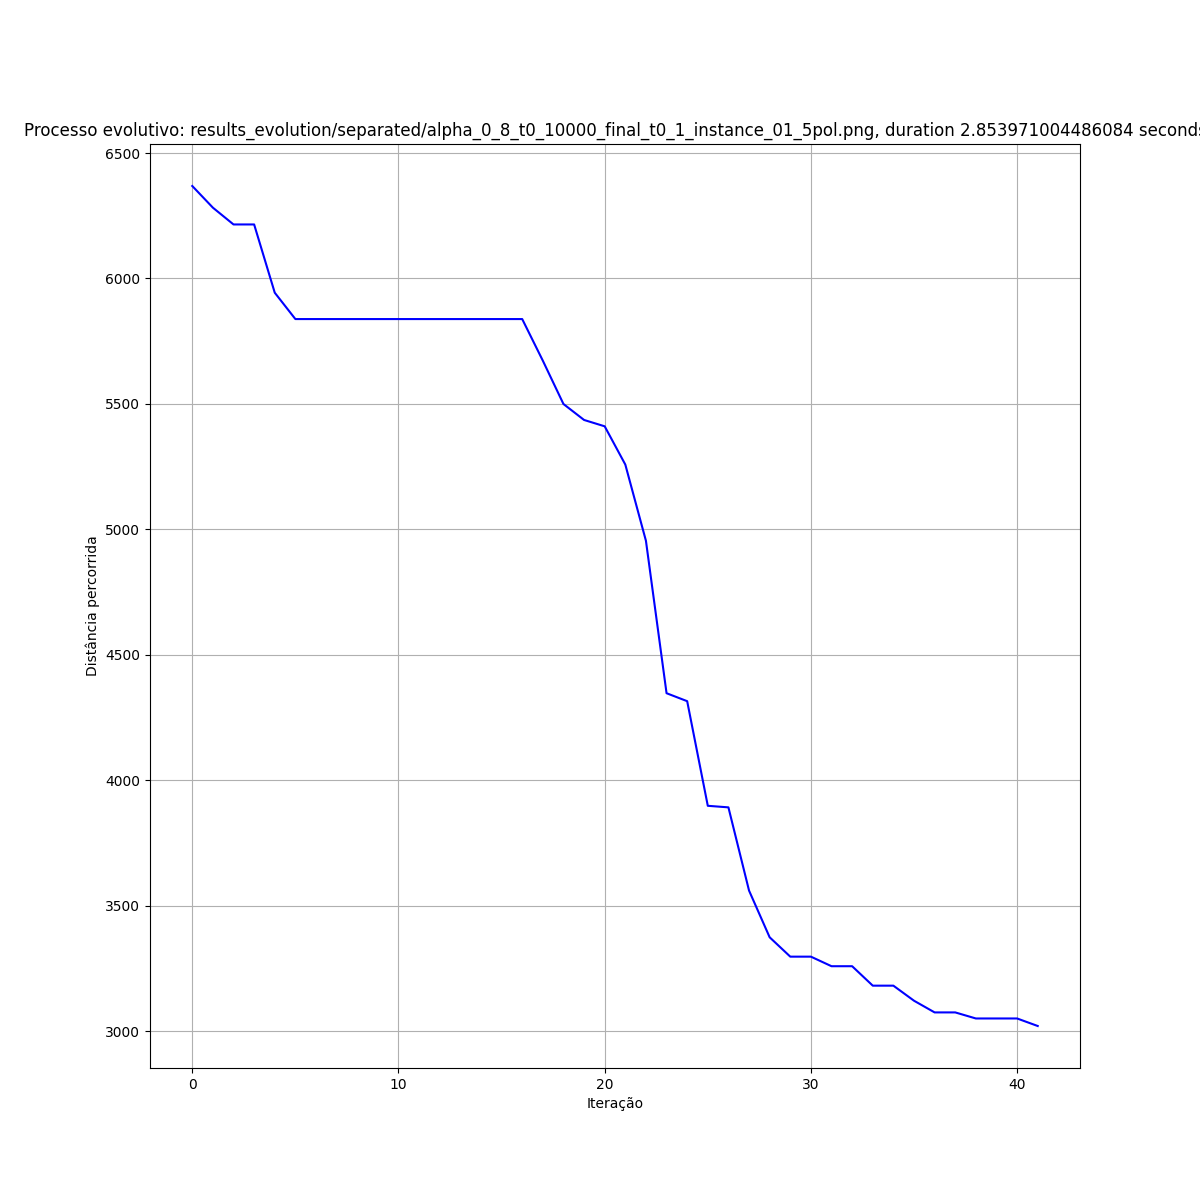 Processo evolutivo: results_evolution/separated/alpha_0_8_t0_10000_final_t0_1_instance_01_5pol.png, duration 2.853971004486084 seconds
6500
6000
5500
5000
4500
4000
3500
3000
Distância percorrida
0 10 20 30 40
Iteração